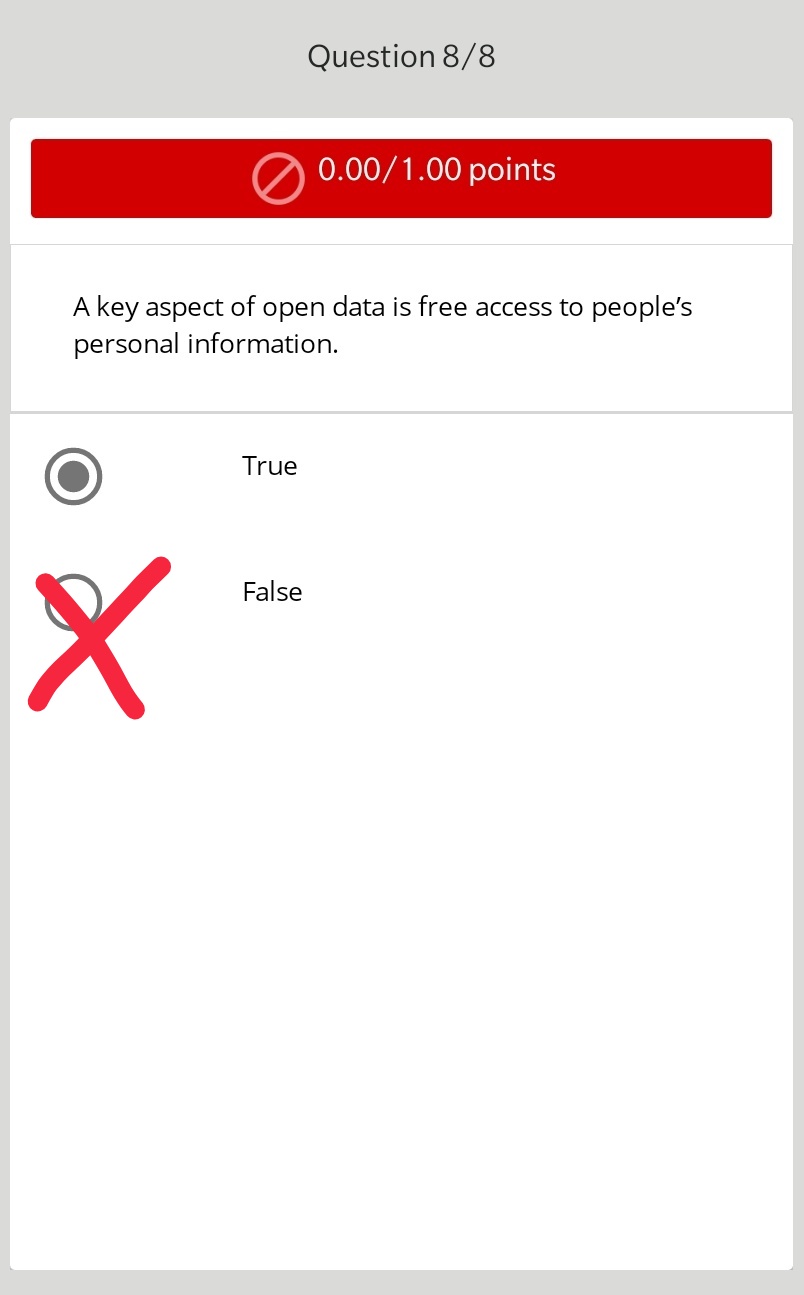 Question 8/8
0.00/1.00 points
A key aspect of open data is free access to people’s
personal information.
True
False